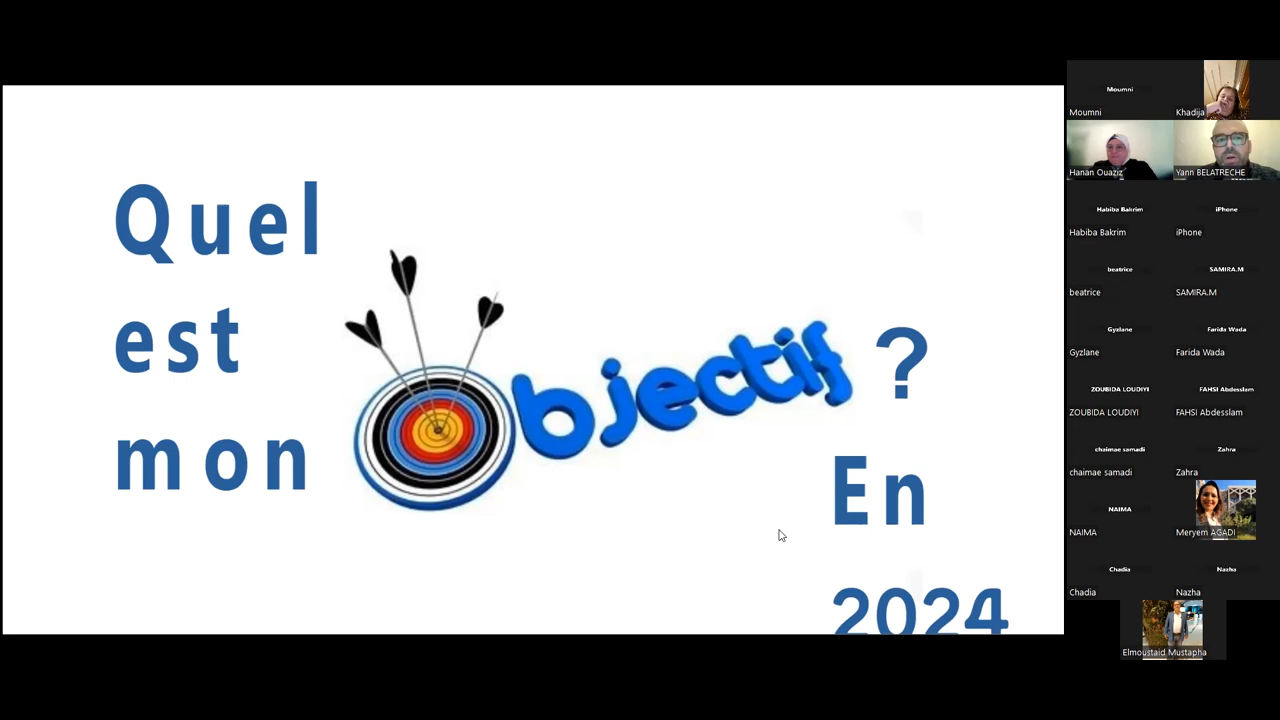 Quel
est
mon
Objectif
?
En
2024
Moumni
Moumni
Khadija
Hanan Ouaziz
Yann BELATRECHE
Habiba Bakrim
iPhone
Habiba Bakrim
iPhone
beatrice
SAMIRA.M
beatrice
SAMIRA.M
Gyzlane
Farida Wada
Gyzlane
Farida Wada
ZOUBIDA LOUDIYI
FAHSI Abdesslam
ZOUBIDA LOUDIYI
FAHSI Abdesslam
chaimae samadi
Zahra
chaimae samadi
Zahra
NAIMA
NAIMA
Meryem AGADI
Chadia
Nazha
Chadia
Nazha
Elmoustaid Mustapha